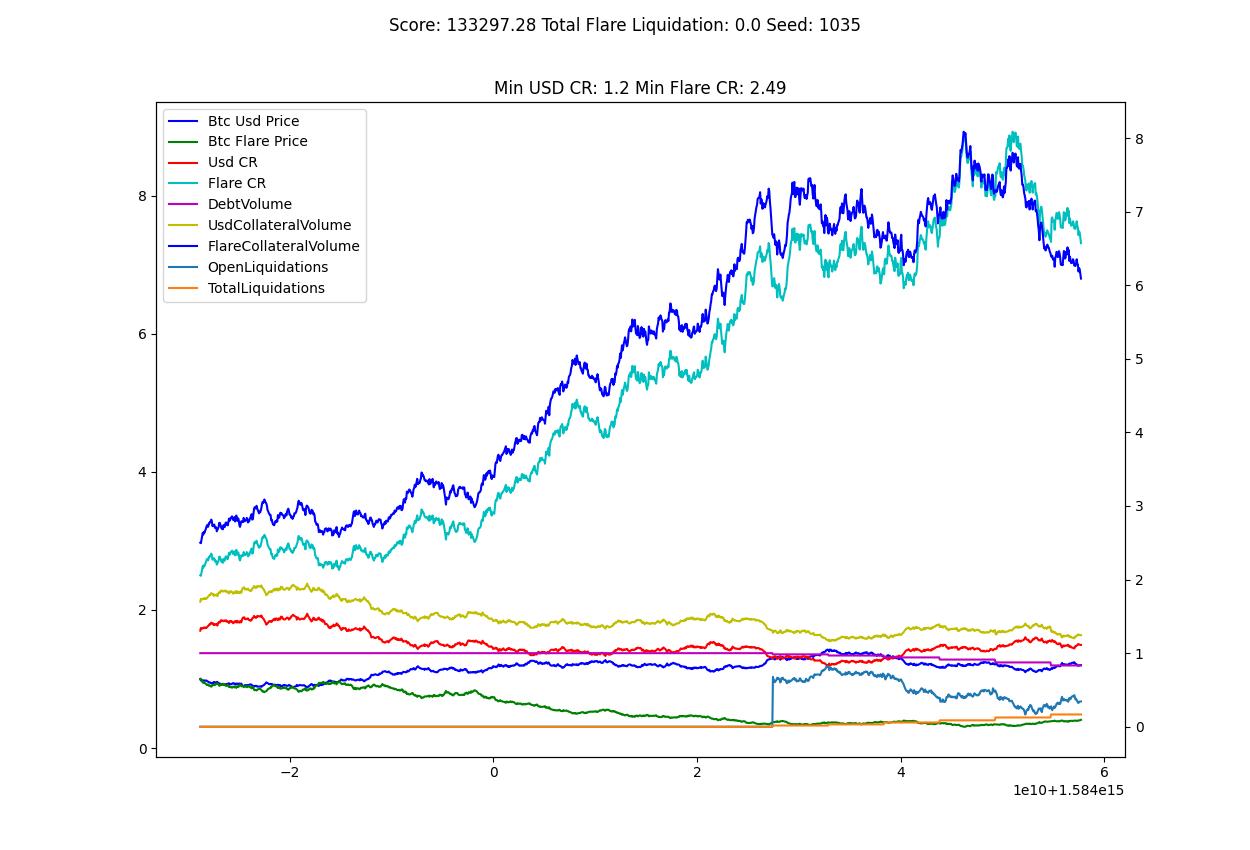 Score: 133297.28 Total Flare Liquidation: 0.0 Seed: 1035
Min USD CR: 1.2 Min Flare CR: 2.49
Btc Usd Price
Btc Flare Price
Usd CR
Flare CR
DebtVolume
UsdCollateralVolume
FlareCollateralVolume
OpenLiquidations
TotalLiquidations
8
6
4
2
0
8
7
6
5
4
3
2
1
0
−2
0
2
4
6
1e10+1.584e15